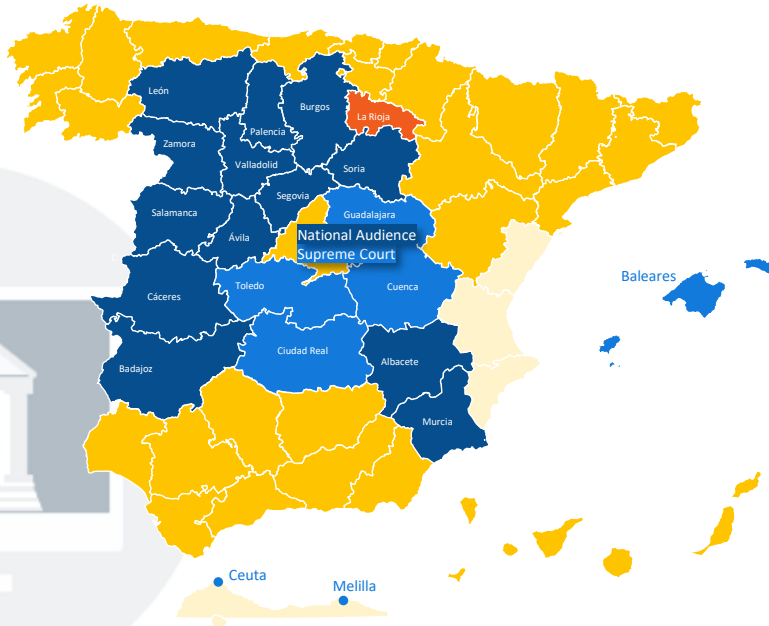 León
Burgos
La Rioja
Palencia
Zamora
Valladolid
Soria
Segovia
Salamanca
Guadalajara
Ávila
National Audience
Supreme Court
Baleares
Toledo
Cuenca
Cáceres
Ciudad Real
Albacete
Badajoz
Murcia
Ceuta
Melilla